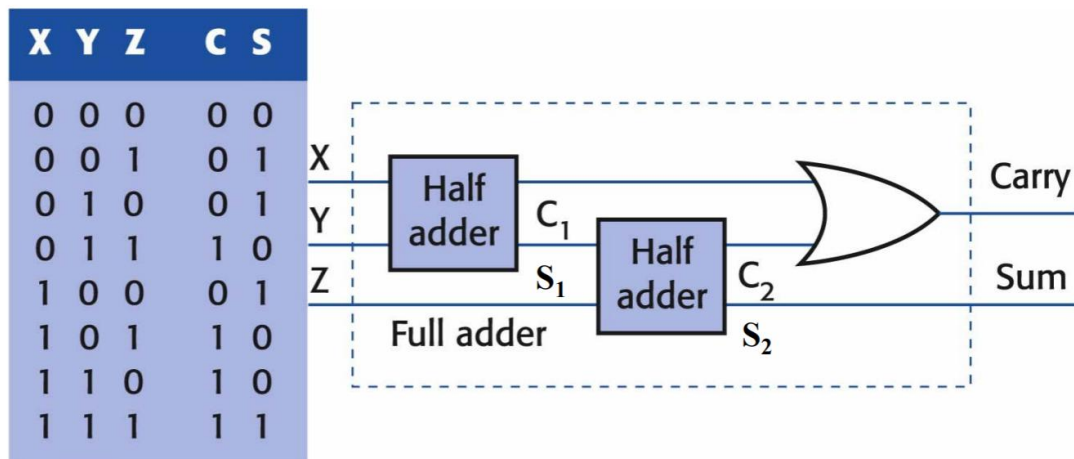 X Y Z C S
0 0 0 0 0
0 0 1 0 1
0 1 0 0 1
0 1 1 1 0
1 0 0 0 1
1 0 1 1 0
1 1 0 1 0
1 1 1 1 1
X
Y
Z
Half
adder
C₁
S₁
Half
adder
C₂
S₂
Full adder
Carry
Sum